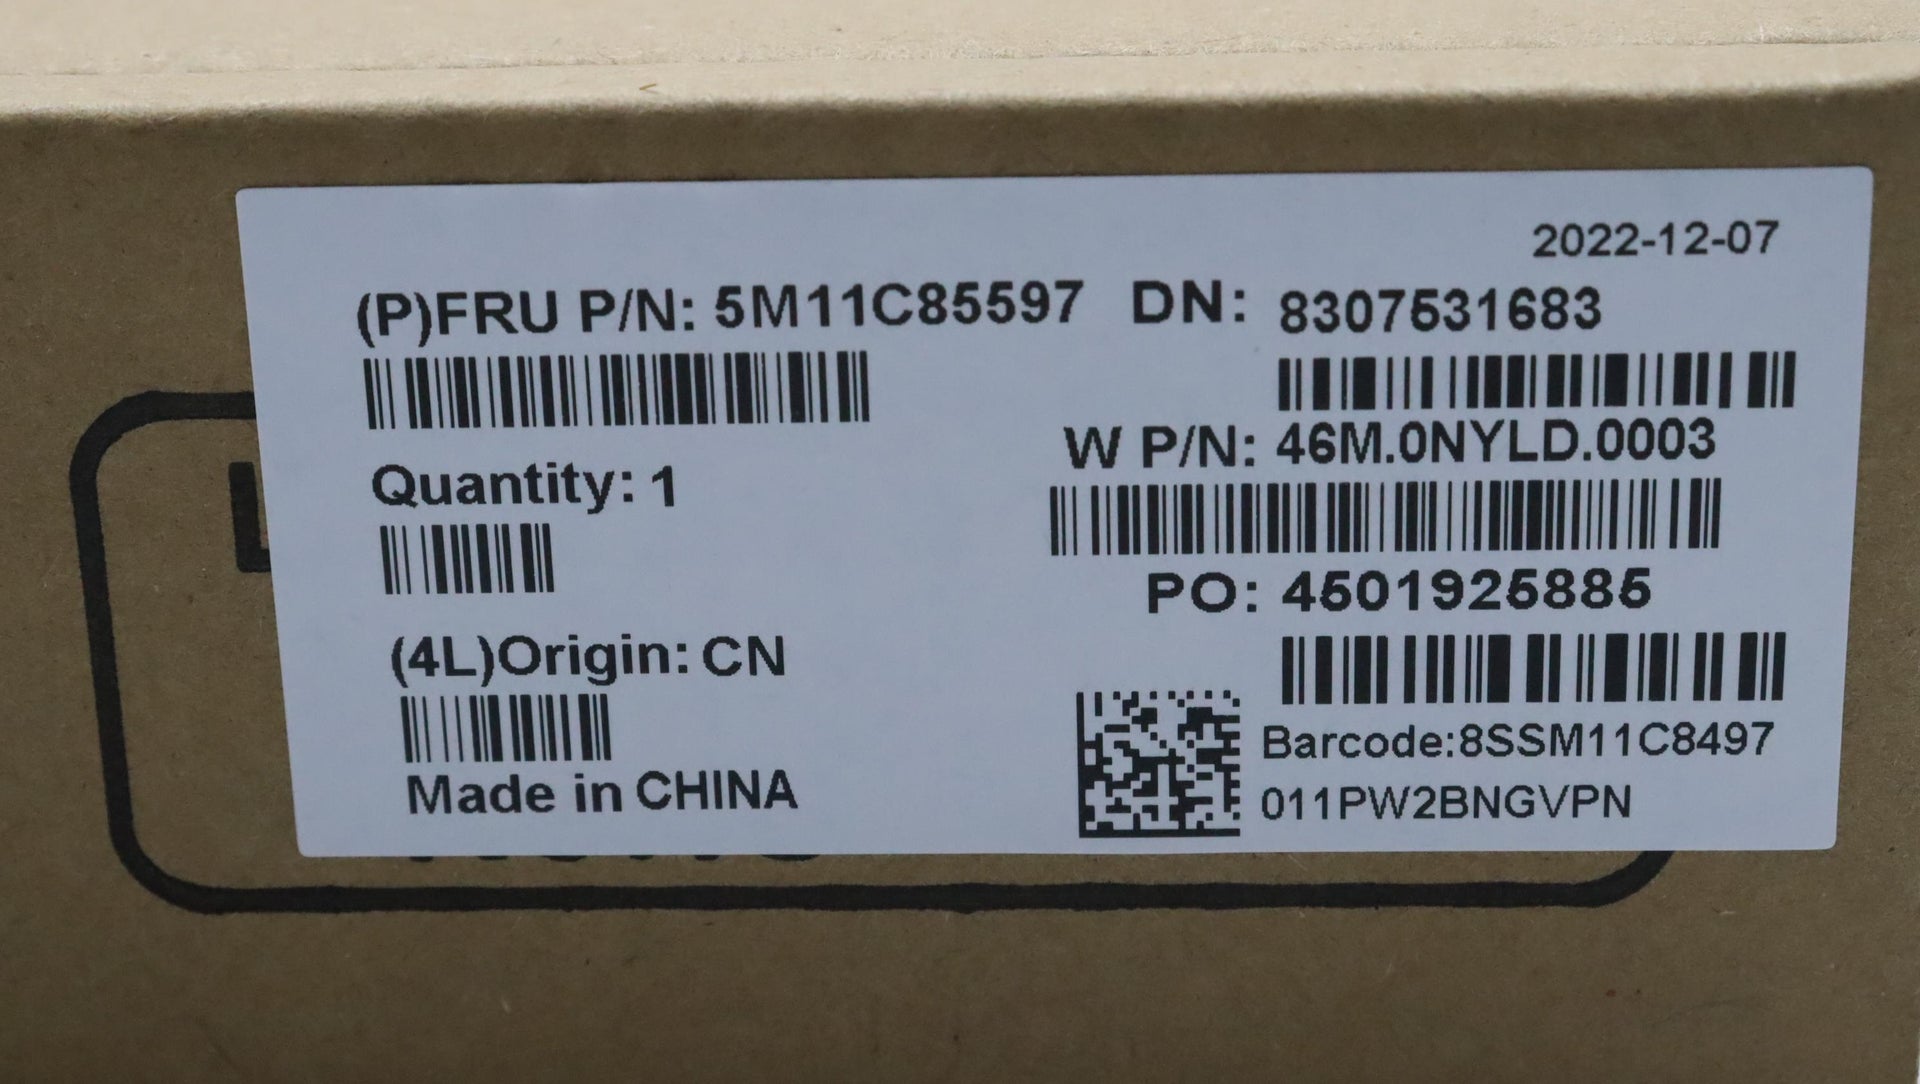 2022-12-07
(P)FRU P/N: 5M11C85597 DN: 8307531683
W P/N: 46M.0NYLD.0003
Quantity: 1
PO: 4501925885
(4L)Origin: CN
Barcode:8SSM11C8497
Made in CHINA
011PW2BNGVPN